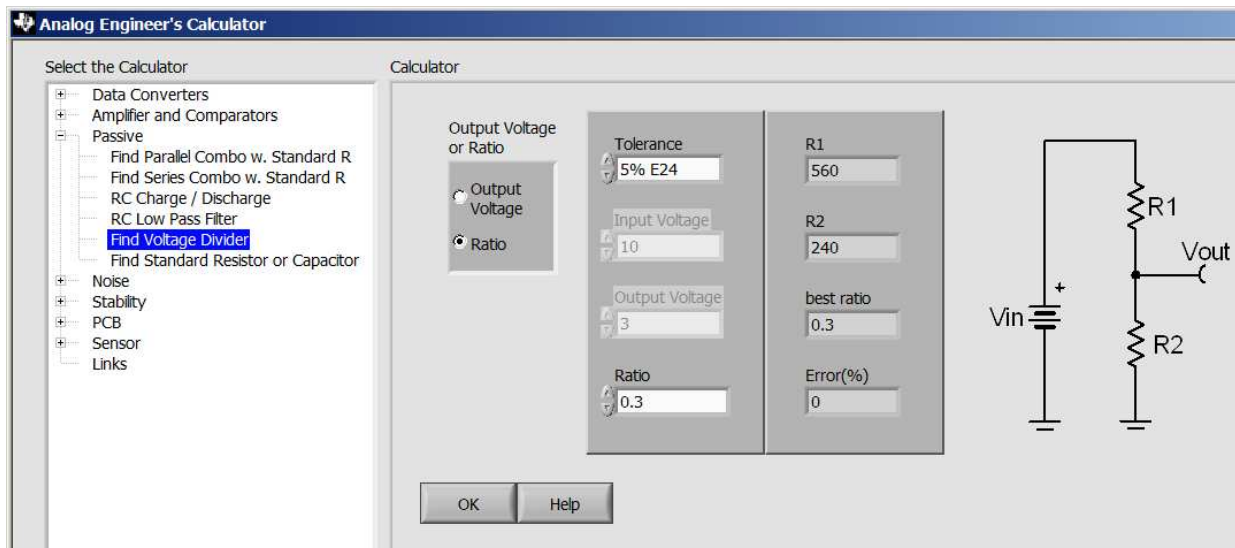 Analog Engineer's Calculator
Select the Calculator
Data Converters
Amplifier and Comparators
Passive
Find Parallel Combo w. Standard R
Find Series Combo w. Standard R
RC Charge / Discharge
RC Low Pass Filter
Find Voltage Divider
Find Standard Resistor or Capacitor
Noise
Stability
PCB
Sensor
Links
Calculator
Output Voltage
or Ratio
Output
Voltage
Ratio
Tolerance
5% E24
Input Voltage
10
Output Voltage
3
Ratio
0.3
R1
560
R2
240
best ratio
0.3
Error(%)
0
OK
Help
R1
Vout
+
Vin
R2